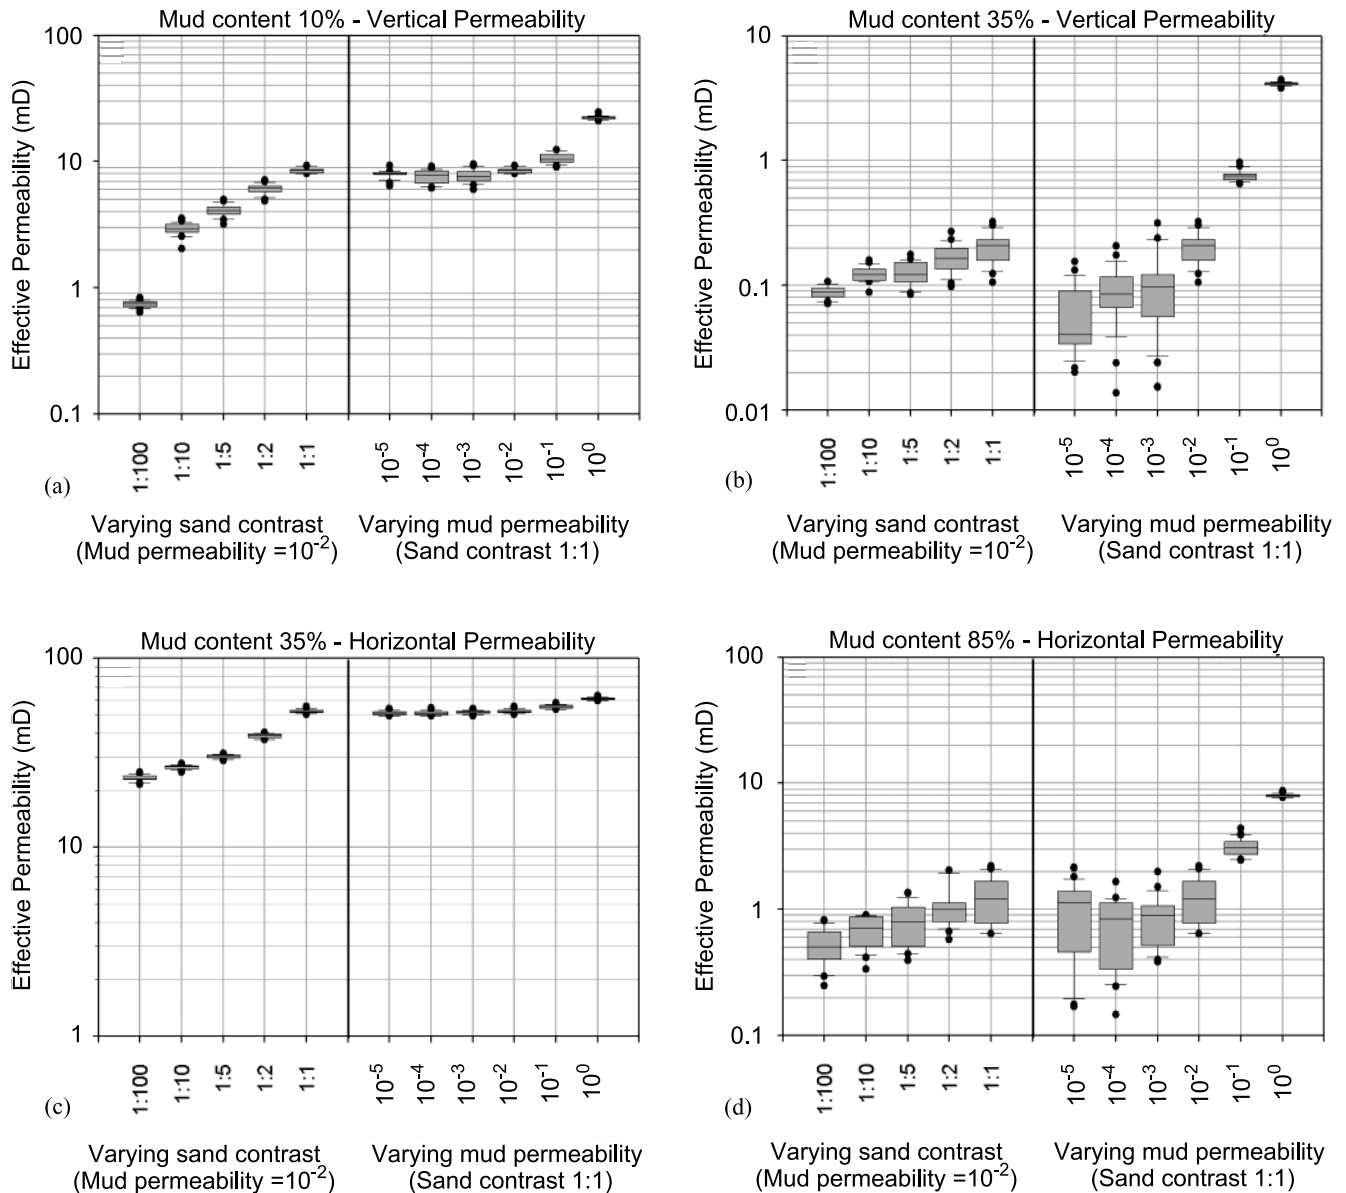 Mud content 10% - Vertical Permeability
100
10
1
0.1
Effective Permeability (mD)
1:100
1:10
1:5
1:2
1:1
10⁻⁵
10⁻⁴
10⁻³
10⁻²
10⁻¹
10⁰
(a)
Varying sand contrast
(Mud permeability =10⁻²)
Varying mud permeability
(Sand contrast 1:1)
Mud content 35% - Vertical Permeability
10
1
0.1
0.01
Effective Permeability (mD)
1:100
1:10
1:5
1:2
1:1
10⁻⁵
10⁻⁴
10⁻³
10⁻²
10⁻¹
10⁰
(b)
Varying sand contrast
(Mud permeability =10⁻²)
Varying mud permeability
(Sand contrast 1:1)
Mud content 35% - Horizontal Permeability
100
10
1
Effective Permeability (mD)
1:100
1:10
1:5
1:2
1:1
10⁻⁵
10⁻⁴
10⁻³
10⁻²
10⁻¹
10⁰
(c)
Varying sand contrast
(Mud permeability =10⁻²)
Varying mud permeability
(Sand contrast 1:1)
Mud content 85% - Horizontal Permeability
100
10
1
0.1
Effective Permeability (mD)
1:100
1:10
1:5
1:2
1:1
10⁻⁵
10⁻⁴
10⁻³
10⁻²
10⁻¹
10⁰
(d)
Varying sand contrast
(Mud permeability =10⁻²)
Varying mud permeability
(Sand contrast 1:1)